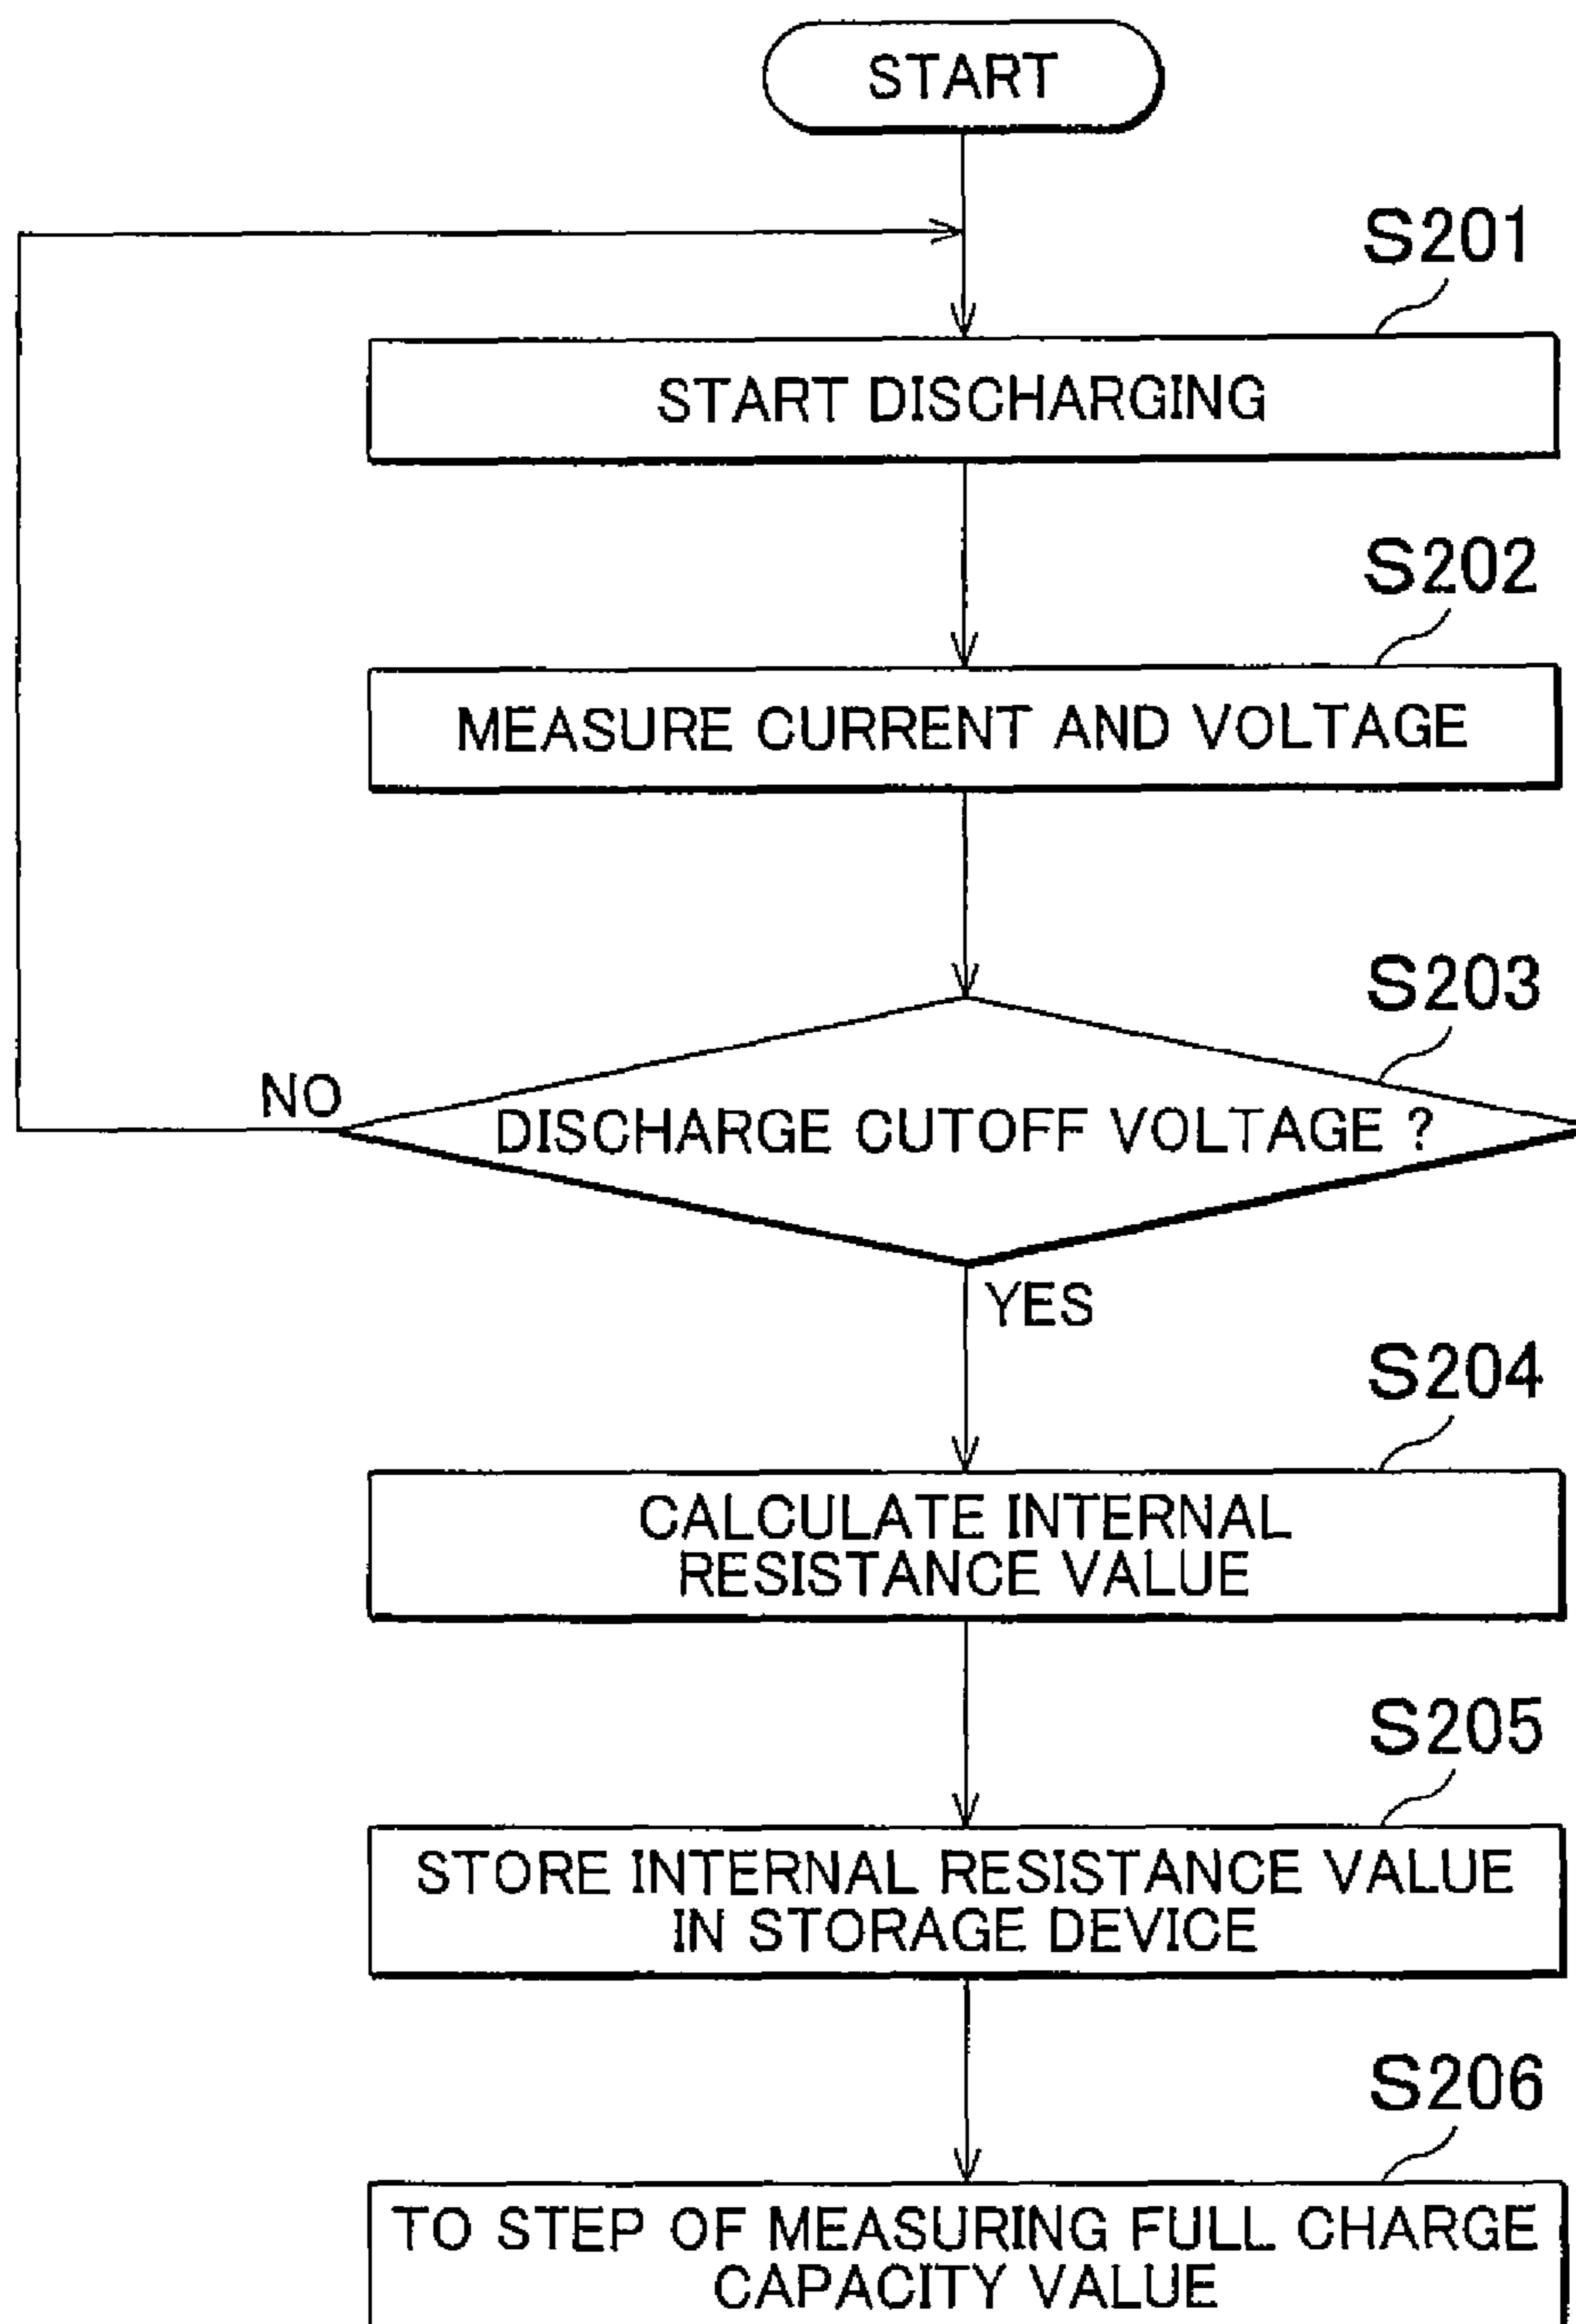 START
S201
START DISCHARGING
S202
MEASURE CURRENT AND VOLTAGE
S203
NO
DISCHARGE CUTOFF VOLTAGE ?
YES
S204
CALCULATE INTERNAL
RESISTANCE VALUE
S205
STORE INTERNAL RESISTANCE VALUE
IN STORAGE DEVICE
S206
TO STEP OF MEASURING FULL CHARGE
CAPACITY VALUE